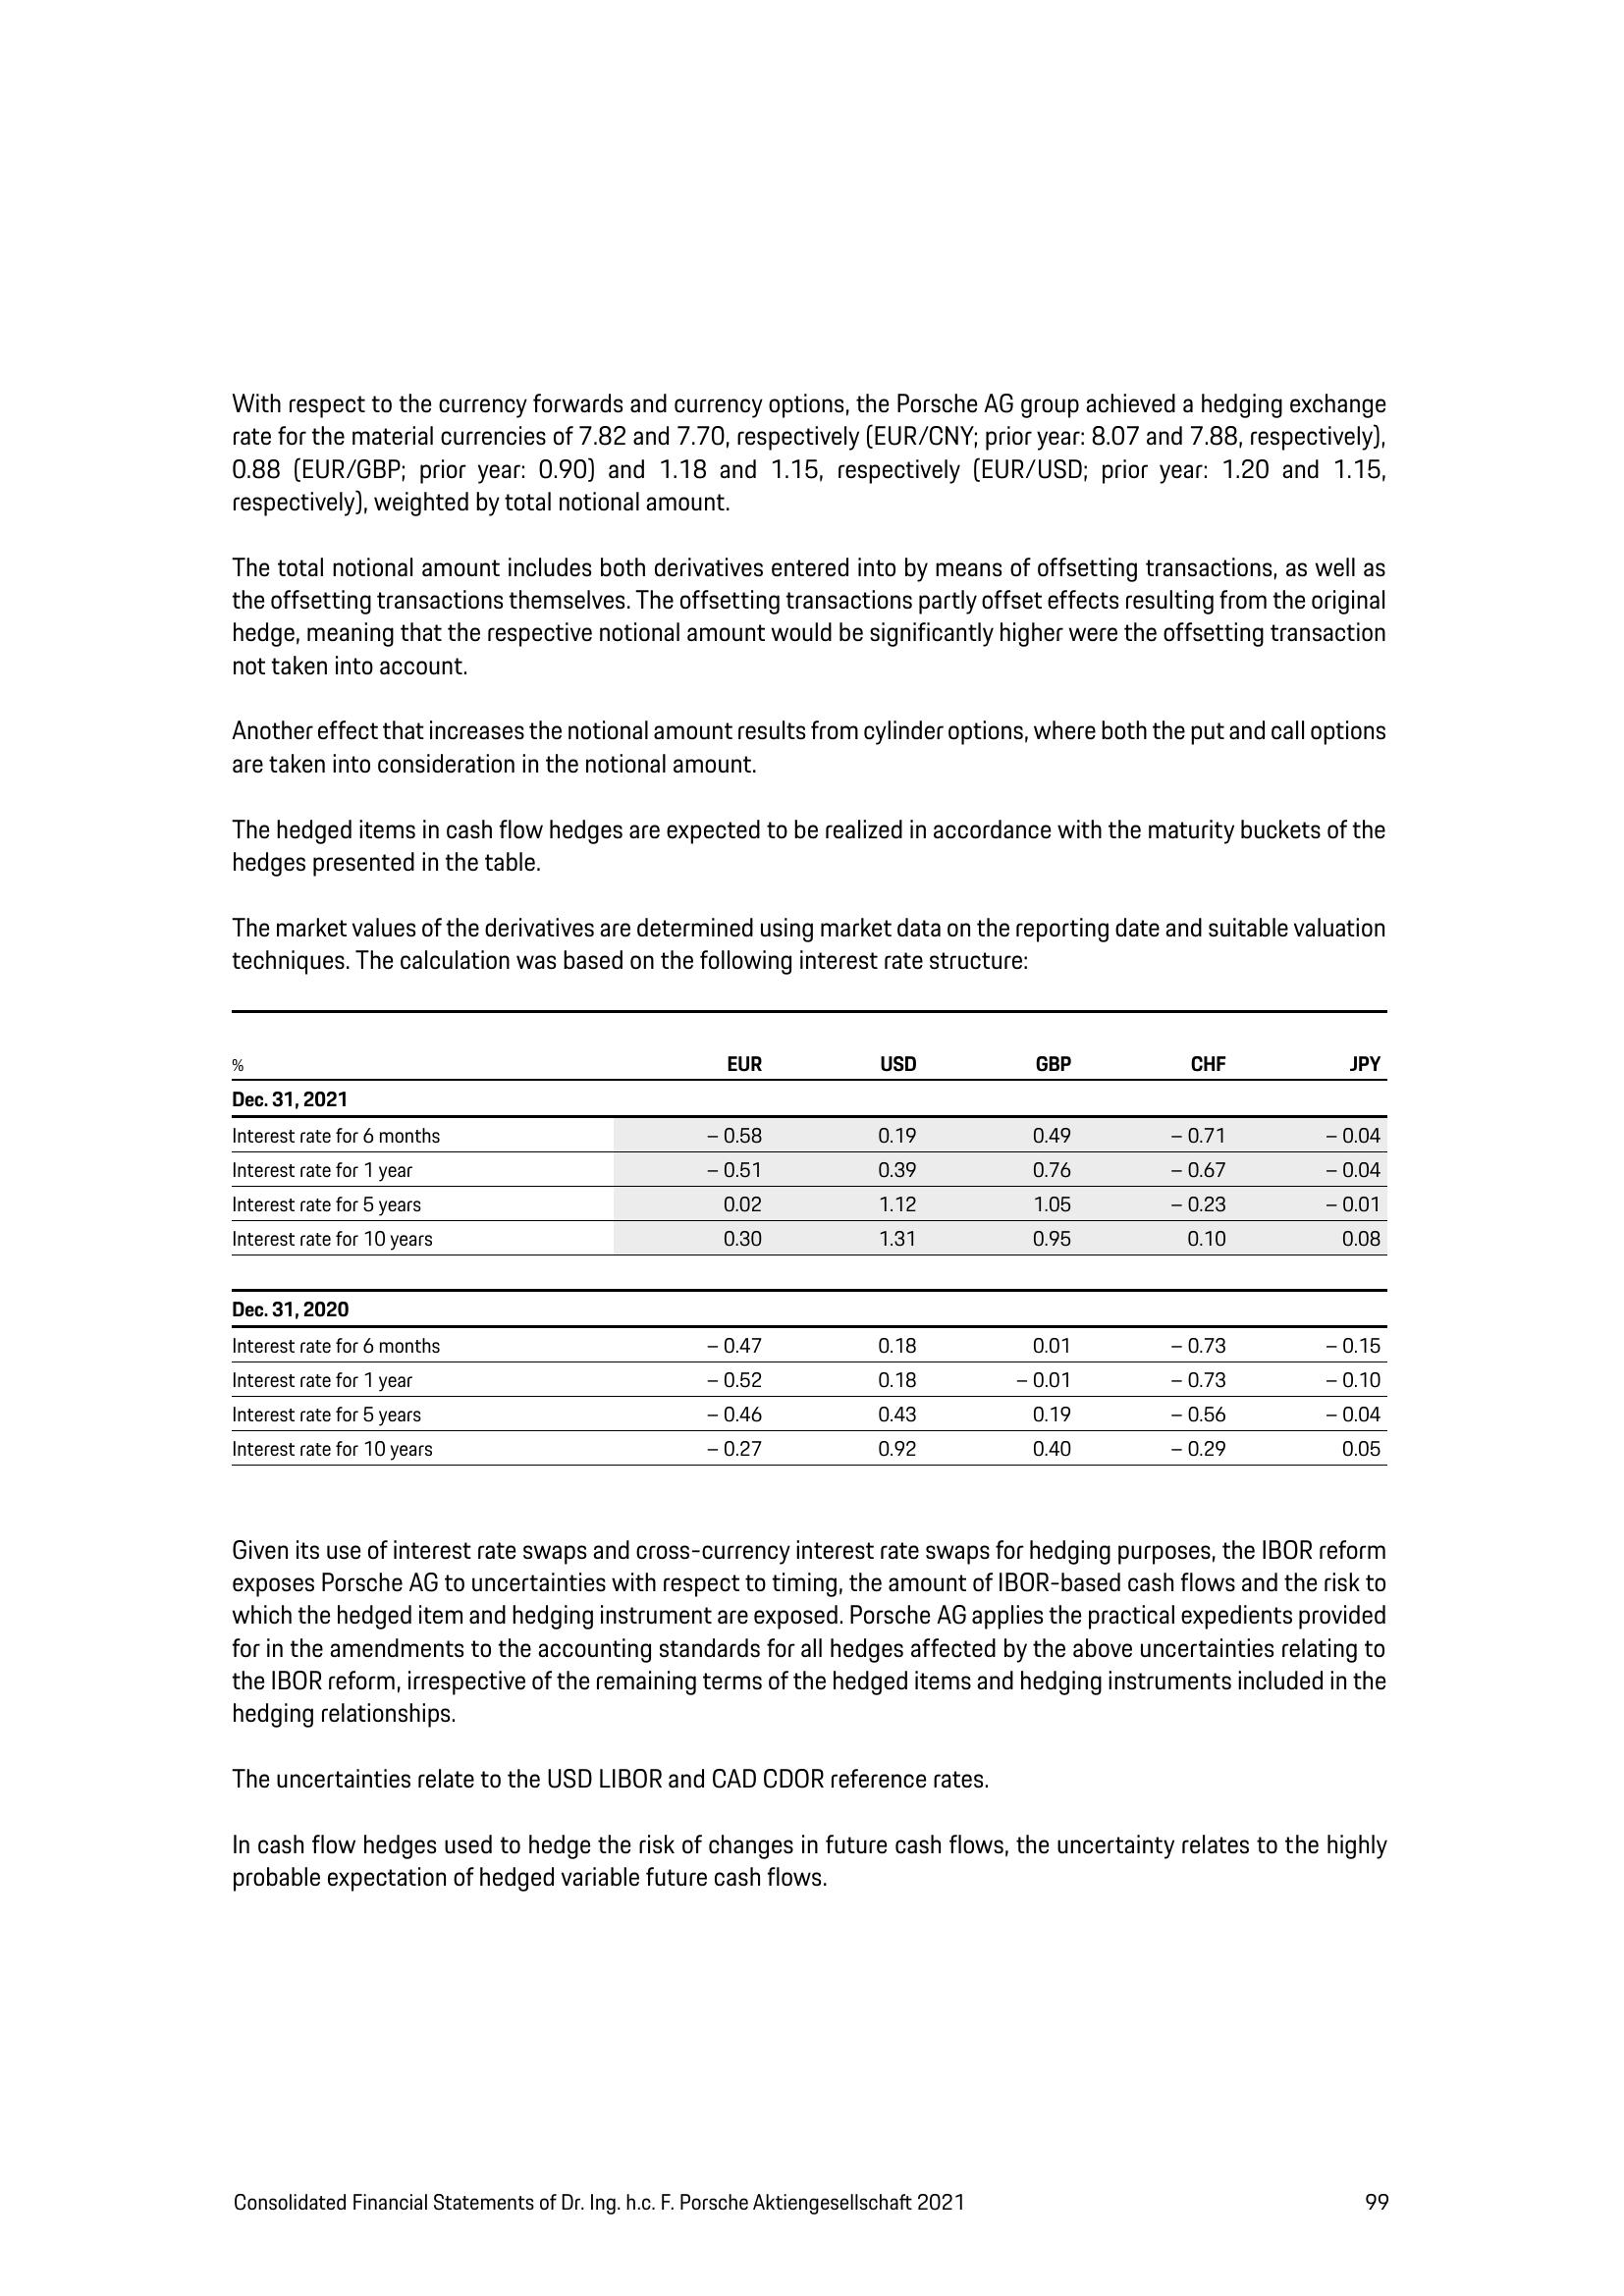 With respect to the currency forwards and currency options, the Porsche AG group achieved a hedging exchange
rate for the material currencies of 7.82 and 7.70, respectively (EUR/CNY; prior year: 8.07 and 7.88, respectively),
0.88 (EUR/GBP; prior year: 0.90) and 1.18 and 1.15, respectively (EUR/USD; prior year: 1.20 and 1.15,
respectively), weighted by total notional amount.
The total notional amount includes both derivatives entered into by means of offsetting transactions, as well as
the offsetting transactions themselves. The offsetting transactions partly offset effects resulting from the original
hedge, meaning that the respective notional amount would be significantly higher were the offsetting transaction
not taken into account.
Another effect that increases the notional amount results from cylinder options, where both the put and call options
are taken into consideration in the notional amount.
The hedged items in cash flow hedges are expected to be realized in accordance with the maturity buckets of the
hedges presented in the table.
The market values of the derivatives are determined using market data on the reporting date and suitable valuation
techniques. The calculation was based on the following interest rate structure:
% EUR USD GBP CHF JPY
Dec. 31, 2021
Interest rate for 6 months – 0.58 0.19 0.49 – 0.71 – 0.04
Interest rate for 1 year – 0.51 0.39 0.76 – 0.67 – 0.04
Interest rate for 5 years 0.02 1.12 1.05 – 0.23 – 0.01
Interest rate for 10 years 0.30 1.31 0.95 0.10 0.08
Dec. 31, 2020
Interest rate for 6 months – 0.47 0.18 0.01 – 0.73 – 0.15
Interest rate for 1 year – 0.52 0.18 – 0.01 – 0.73 – 0.10
Interest rate for 5 years – 0.46 0.43 0.19 – 0.56 – 0.04
Interest rate for 10 years – 0.27 0.92 0.40 – 0.29 0.05
Given its use of interest rate swaps and cross-currency interest rate swaps for hedging purposes, the IBOR reform
exposes Porsche AG to uncertainties with respect to timing, the amount of IBOR-based cash flows and the risk to
which the hedged item and hedging instrument are exposed. Porsche AG applies the practical expedients provided
for in the amendments to the accounting standards for all hedges affected by the above uncertainties relating to
the IBOR reform, irrespective of the remaining terms of the hedged items and hedging instruments included in the
hedging relationships.
The uncertainties relate to the USD LIBOR and CAD CDOR reference rates.
In cash flow hedges used to hedge the risk of changes in future cash flows, the uncertainty relates to the highly
probable expectation of hedged variable future cash flows.
Consolidated Financial Statements of Dr. Ing. h.c. F. Porsche Aktiengesellschaft 2021 99